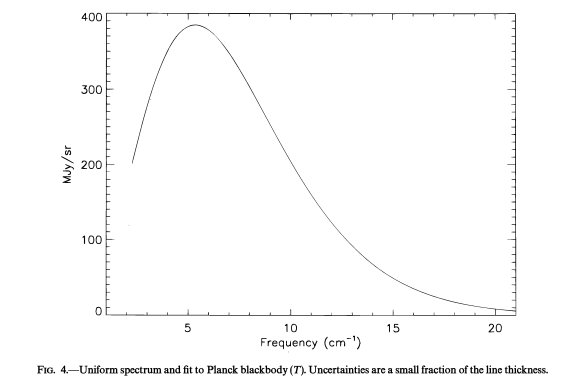 400
300
200
100
0
MJy/sr
5 10 15 20
Frequency (cm⁻¹)
FIG. 4.—Uniform spectrum and fit to Planck blackbody (T). Uncertainties are a small fraction of the line thickness.